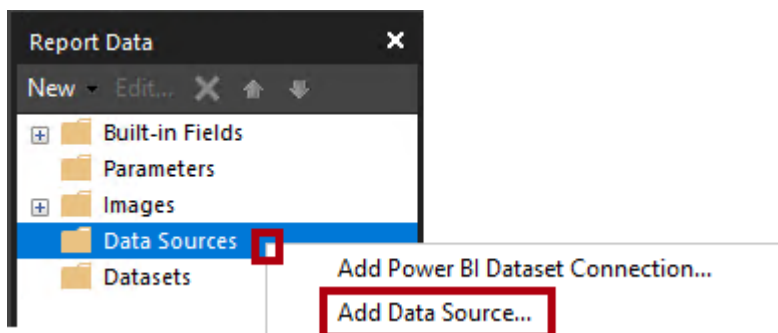 Report Data
New Edit...
Built-in Fields
Parameters
Images
Data Sources
Datasets
Add Power BI Dataset Connection...
Add Data Source...